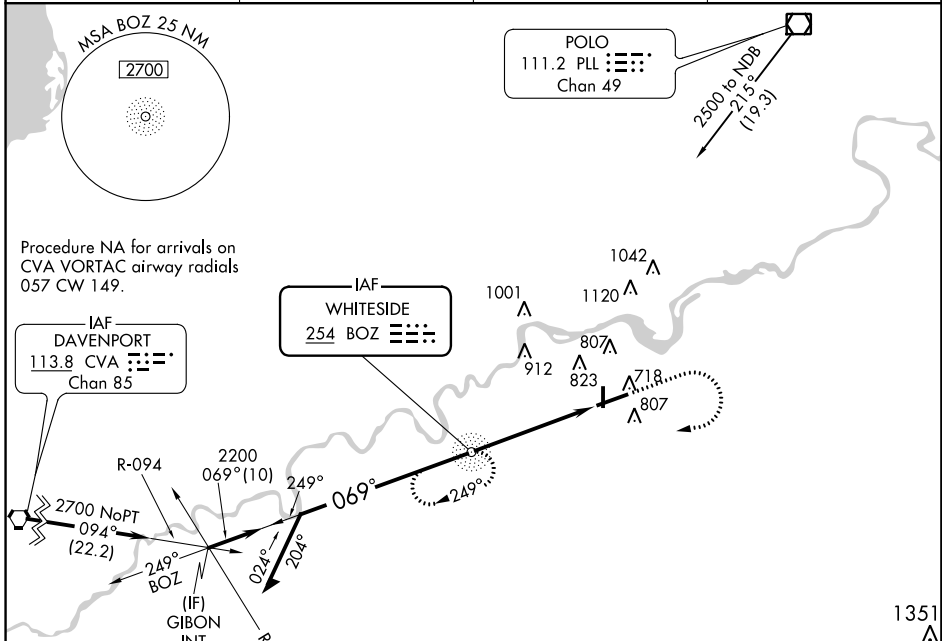 MSA BOZ 25 NM
2700
POLO
111.2 PLL
Chan 49
2500 to NDB
215°
(19.3)
Procedure NA for arrivals on
CVA VORTAC airway radials
057 CW 149.
IAF
DAVENPORT
113.8 CVA
Chan 85
IAF
WHITESIDE
254 BOZ
1001
1042
1120
912
807
823
718
807
R-094
2200
069° (10)
249°
069°
249°
2700 NoPT
094°
(22.2)
249°
BOZ
024°
204°
(IF)
GIBON
INT
R
1351